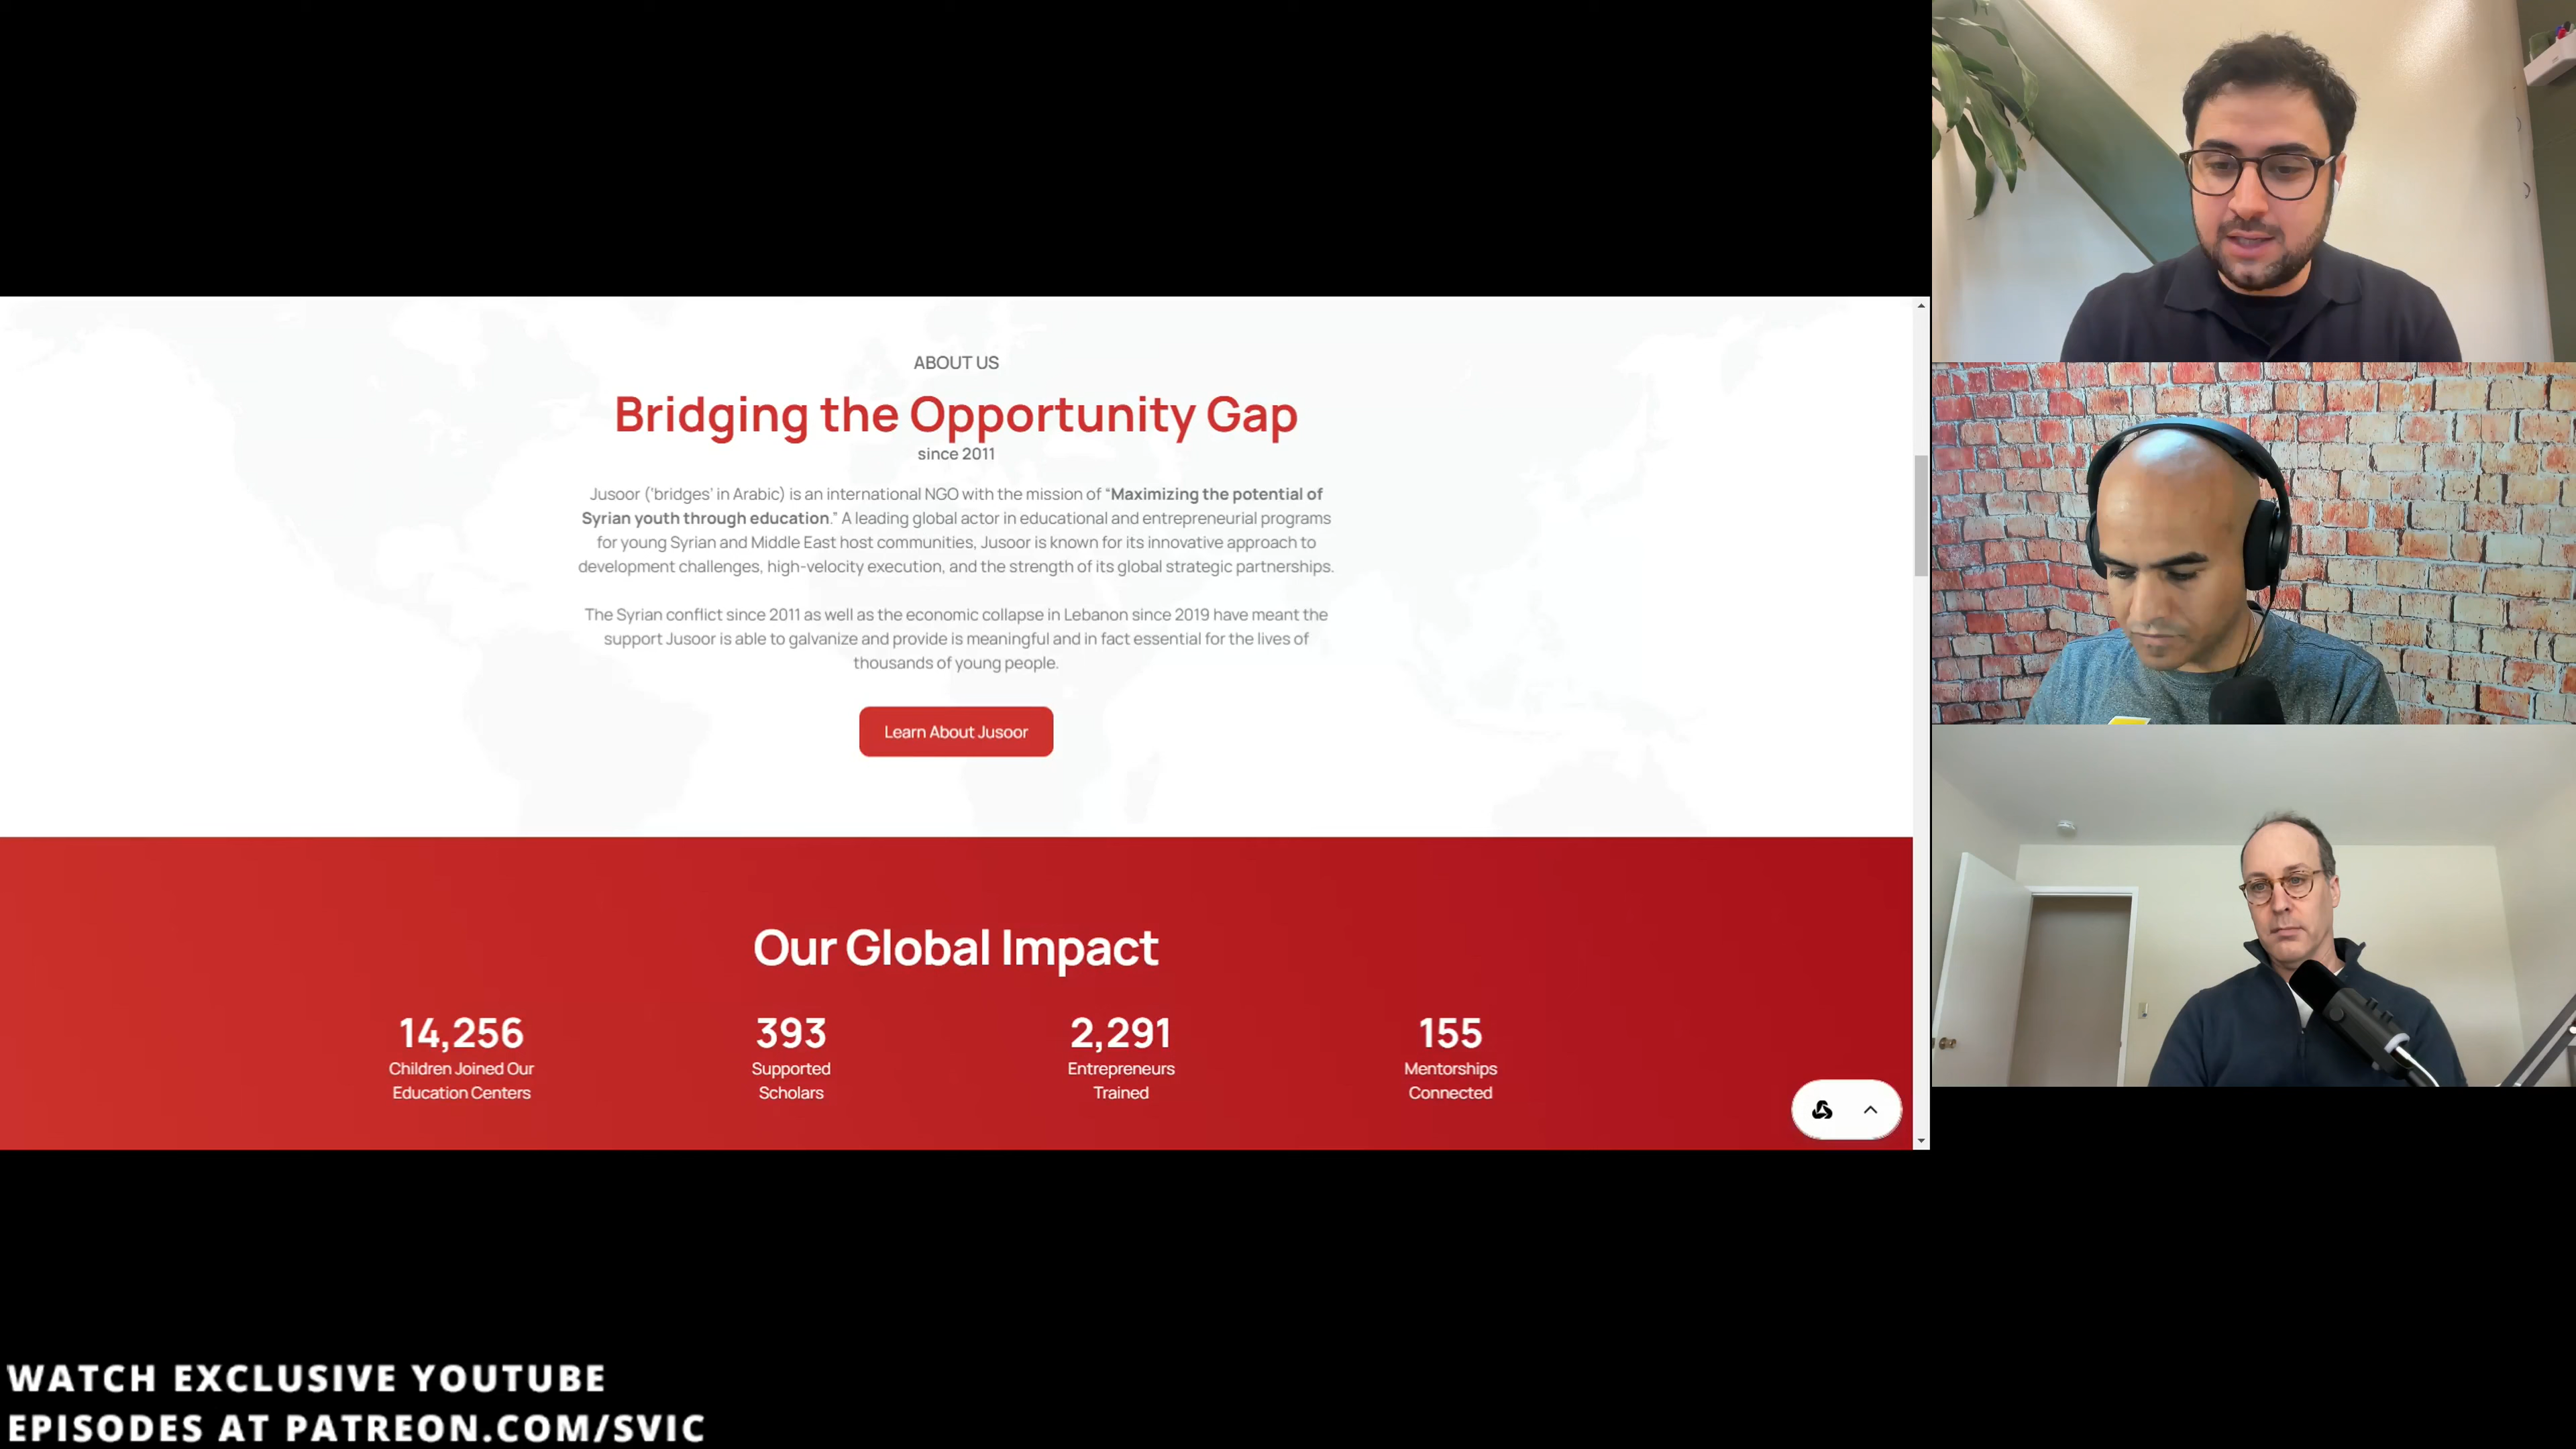 ABOUT US
Bridging the Opportunity Gap
since 2011
Jusoor ('bridges' in Arabic) is an international NGO with the mission of “Maximizing the potential of
Syrian youth through education.” A leading global actor in educational and entrepreneurial programs
for young Syrian and Middle East host communities, Jusoor is known for its innovative approach to
development challenges, high-velocity execution, and the strength of its global strategic partnerships.
The Syrian conflict since 2011 as well as the economic collapse in Lebanon since 2019 have meant the
support Jusoor is able to galvanize and provide is meaningful and in fact essential for the lives of
thousands of young people.
Learn About Jusoor
Our Global Impact
14,256
Children Joined Our
Education Centers
393
Supported
Scholars
2,291
Entrepreneurs
Trained
155
Mentorships
Connected
WATCH EXCLUSIVE YOUTUBE
EPISODES AT PATREON.COM/SVIC